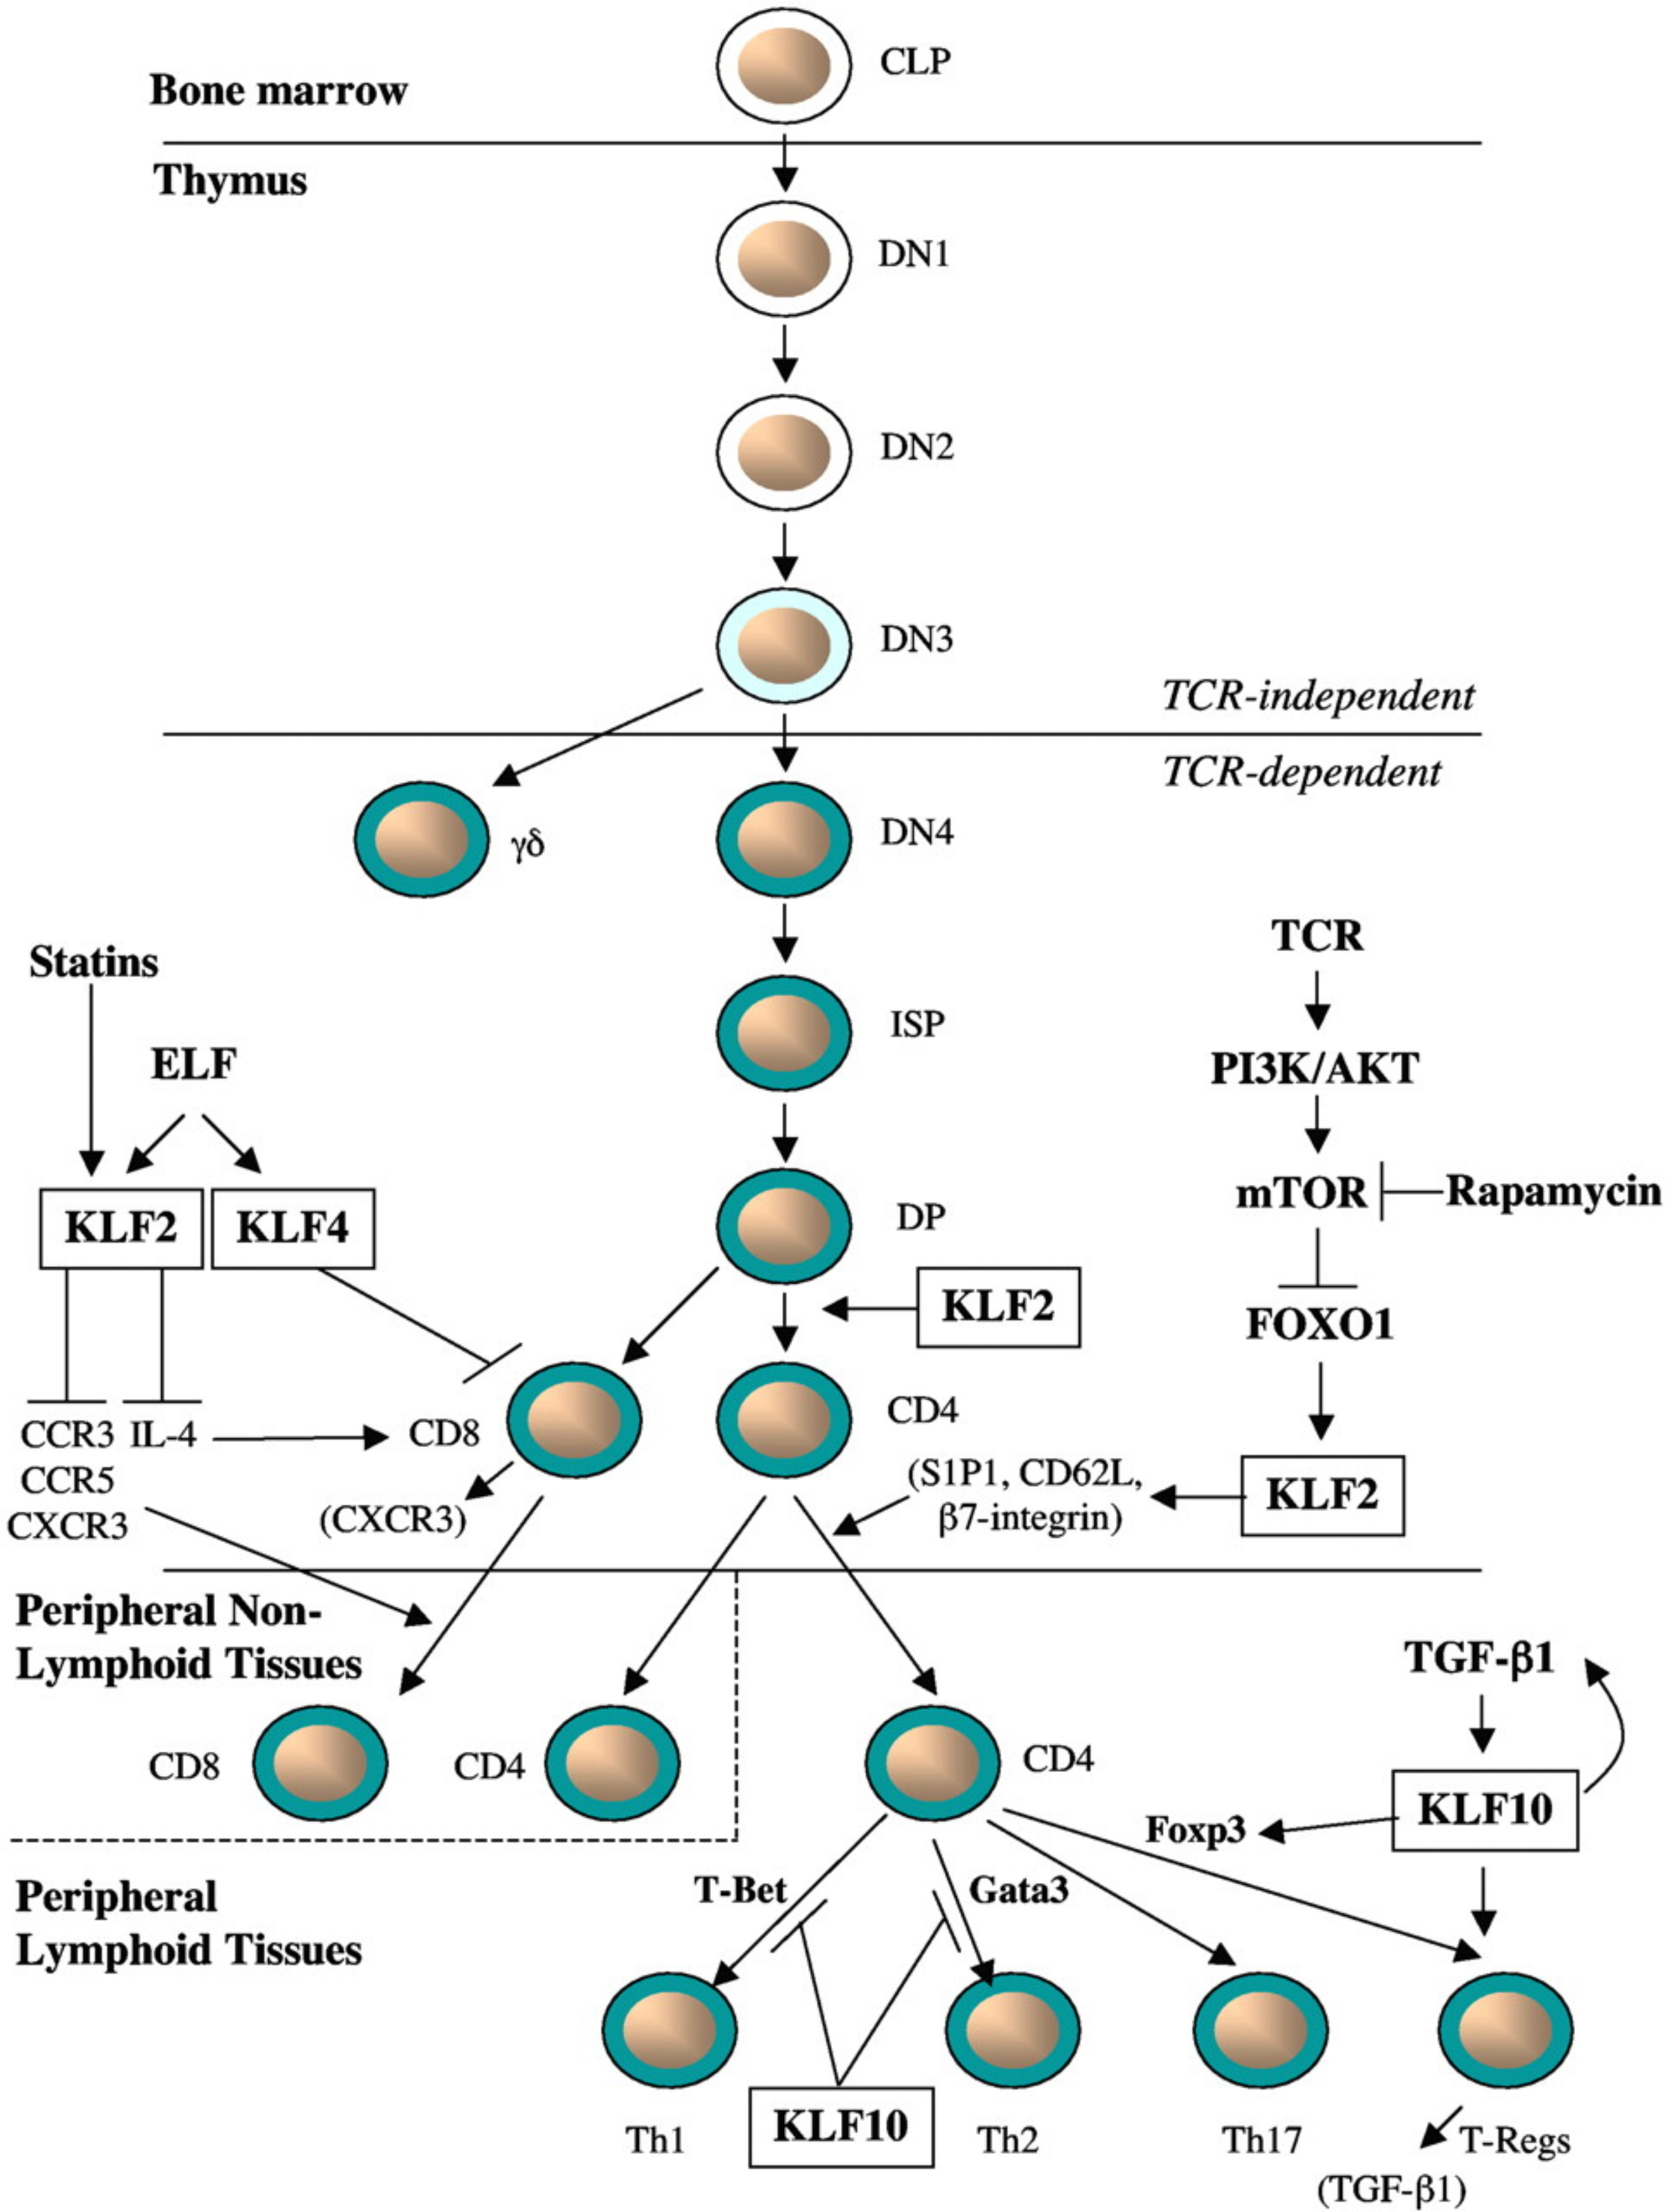 CLP
Bone marrow
Thymus
DN1
DN2
DN3
TCR-independent
TCR-dependent
γδ
DN4
Statins
ELF
ISP
TCR
PI3K/AKT
mTOR
Rapamycin
KLF2
KLF4
DP
KLF2
FOXO1
CCR3
IL-4
CD8
CD4
CCR5
CXCR3
(CXCR3)
(S1P1, CD62L,
β7-integrin)
KLF2
Peripheral Non-
Lymphoid Tissues
TGF-β1
CD8
CD4
CD4
KLF10
Foxp3
Peripheral
Lymphoid Tissues
T-Bet
Gata3
KLF10
Th1
Th2
Th17
T-Regs
(TGF-β1)